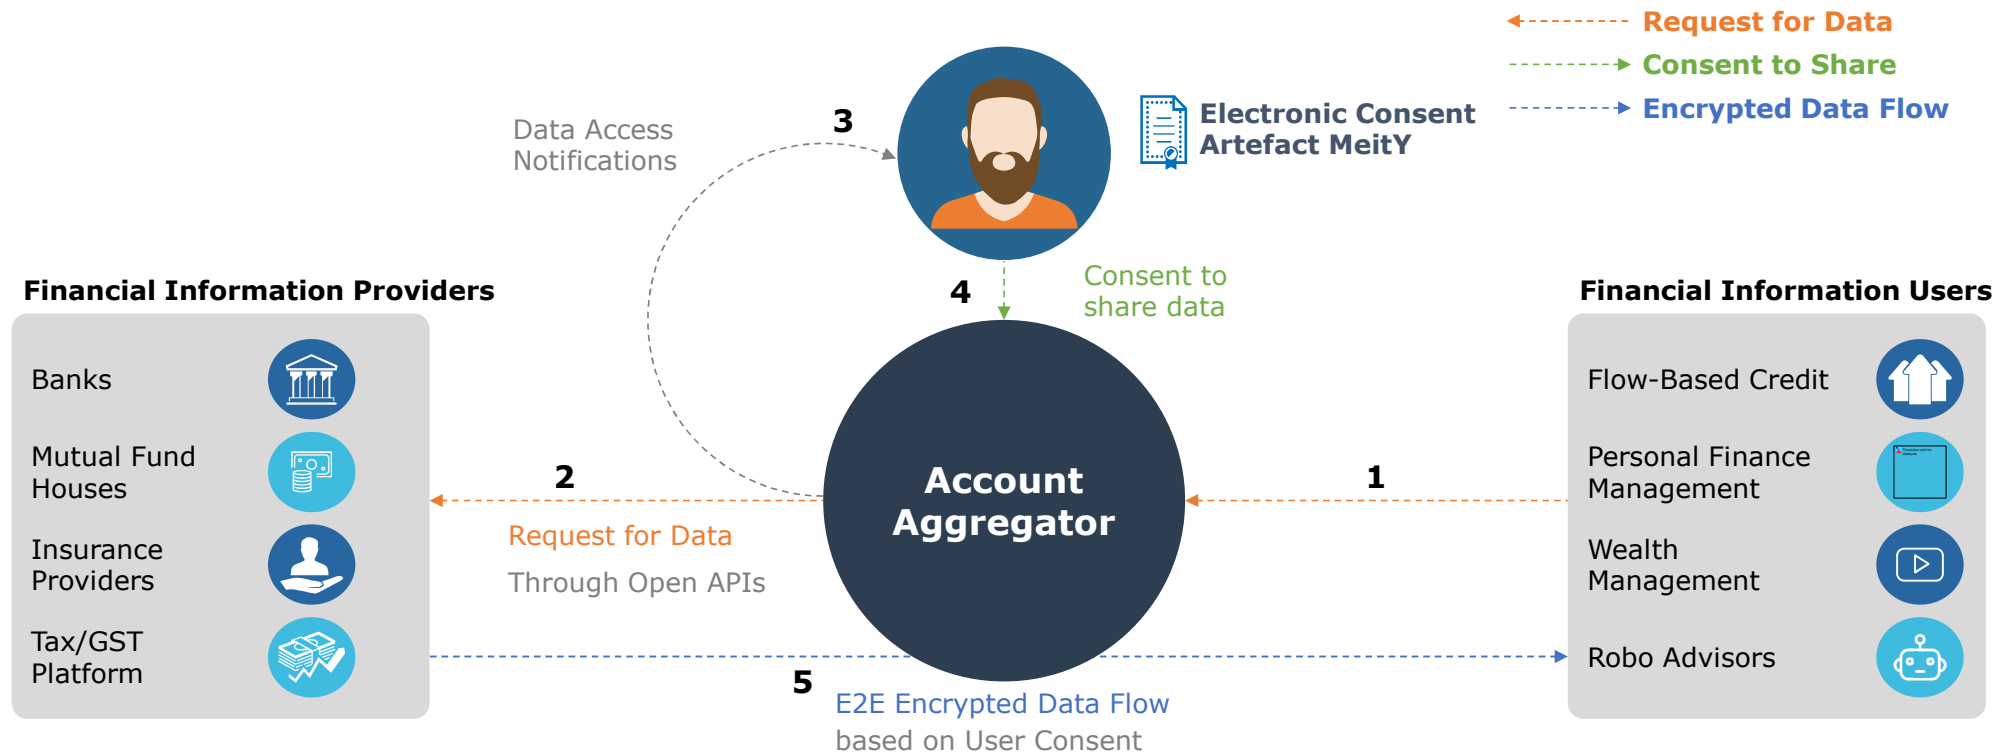 Request for Data
Consent to Share
Encrypted Data Flow
3
Data Access
Notifications
Electronic Consent
Artefact MeitY
4
Consent to
share data
Financial Information Providers
Banks
Mutual Fund
Houses
Insurance
Providers
Tax/GST
Platform
2
Request for Data
Through Open APIs
Account
Aggregator
1
Financial Information Users
Flow-Based Credit
Personal Finance
Management
Wealth
Management
Robo Advisors
5
E2E Encrypted Data Flow
based on User Consent